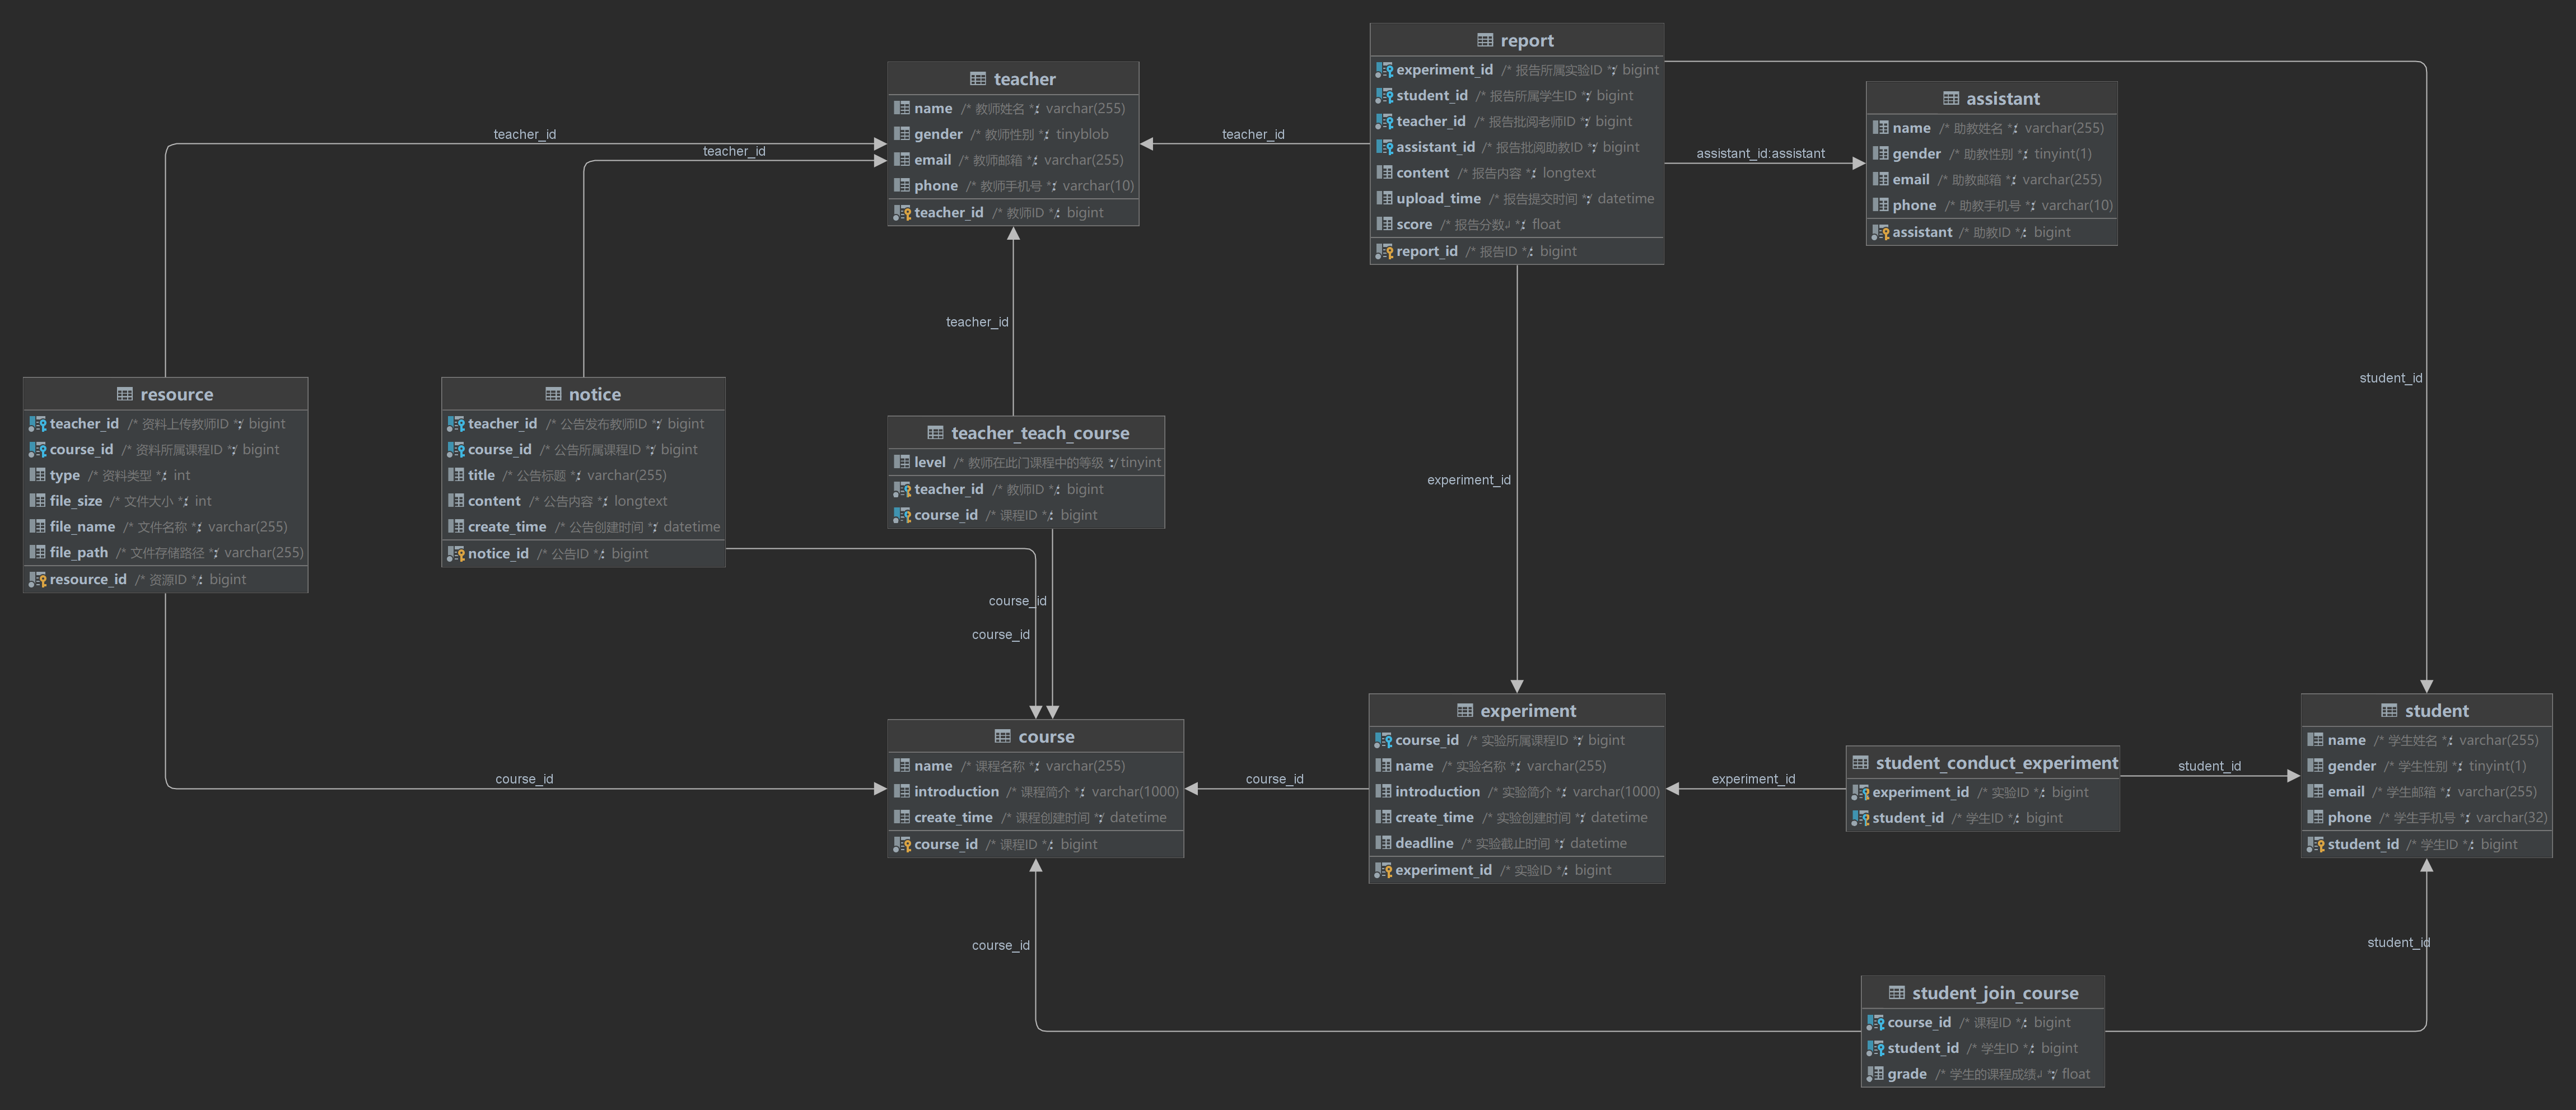 teacher
name /* 教师姓名 */: varchar(255)
gender /* 教师性别 */: tinyblob
email /* 教师邮箱 */: varchar(255)
phone /* 教师手机号 */: varchar(10)
teacher_id /* 教师ID */: bigint
report
experiment_id /* 报告所属实验ID */: bigint
student_id /* 报告所属学生ID */: bigint
teacher_id /* 报告批阅老师ID */: bigint
assistant_id /* 报告批阅助教ID */: bigint
content /* 报告内容 */: longtext
upload_time /* 报告提交时间 */: datetime
score /* 报告分数↲ */: float
report_id /* 报告ID */: bigint
assistant
name /* 助教姓名 */: varchar(255)
gender /* 助教性别 */: tinyint(1)
email /* 助教邮箱 */: varchar(255)
phone /* 助教手机号 */: varchar(10)
assistant /* 助教ID */: bigint
teacher_id
teacher_id
teacher_id
assistant_id:assistant
teacher_id
student_id
experiment_id
resource
teacher_id /* 资料上传教师ID */: bigint
course_id /* 资料所属课程ID */: bigint
type /* 资料类型 */: int
file_size /* 文件大小 */: int
file_name /* 文件名称 */: varchar(255)
file_path /* 文件存储路径 */: varchar(255)
resource_id /* 资源ID */: bigint
notice
teacher_id /* 公告发布教师ID */: bigint
course_id /* 公告所属课程ID */: bigint
title /* 公告标题 */: varchar(255)
content /* 公告内容 */: longtext
create_time /* 公告创建时间 */: datetime
notice_id /* 公告ID */: bigint
teacher_teach_course
level /* 教师在此门课程中的等级 */: tinyint
teacher_id /* 教师ID */: bigint
course_id /* 课程ID */: bigint
course_id
course_id
course_id
course_id
experiment_id
student_id
course
name /* 课程名称 */: varchar(255)
introduction /* 课程简介 */: varchar(1000)
create_time /* 课程创建时间 */: datetime
course_id /* 课程ID */: bigint
experiment
course_id /* 实验所属课程ID */: bigint
name /* 实验名称 */: varchar(255)
introduction /* 实验简介 */: varchar(1000)
create_time /* 实验创建时间 */: datetime
deadline /* 实验截止时间 */: datetime
experiment_id /* 实验ID */: bigint
student_conduct_experiment
experiment_id /* 实验ID */: bigint
student_id /* 学生ID */: bigint
student
name /* 学生姓名 */: varchar(255)
gender /* 学生性别 */: tinyint(1)
email /* 学生邮箱 */: varchar(255)
phone /* 学生手机号 */: varchar(32)
student_id /* 学生ID */: bigint
course_id
student_id
student_join_course
course_id /* 课程ID */: bigint
student_id /* 学生ID */: bigint
grade /* 学生的课程成绩↲ */: float